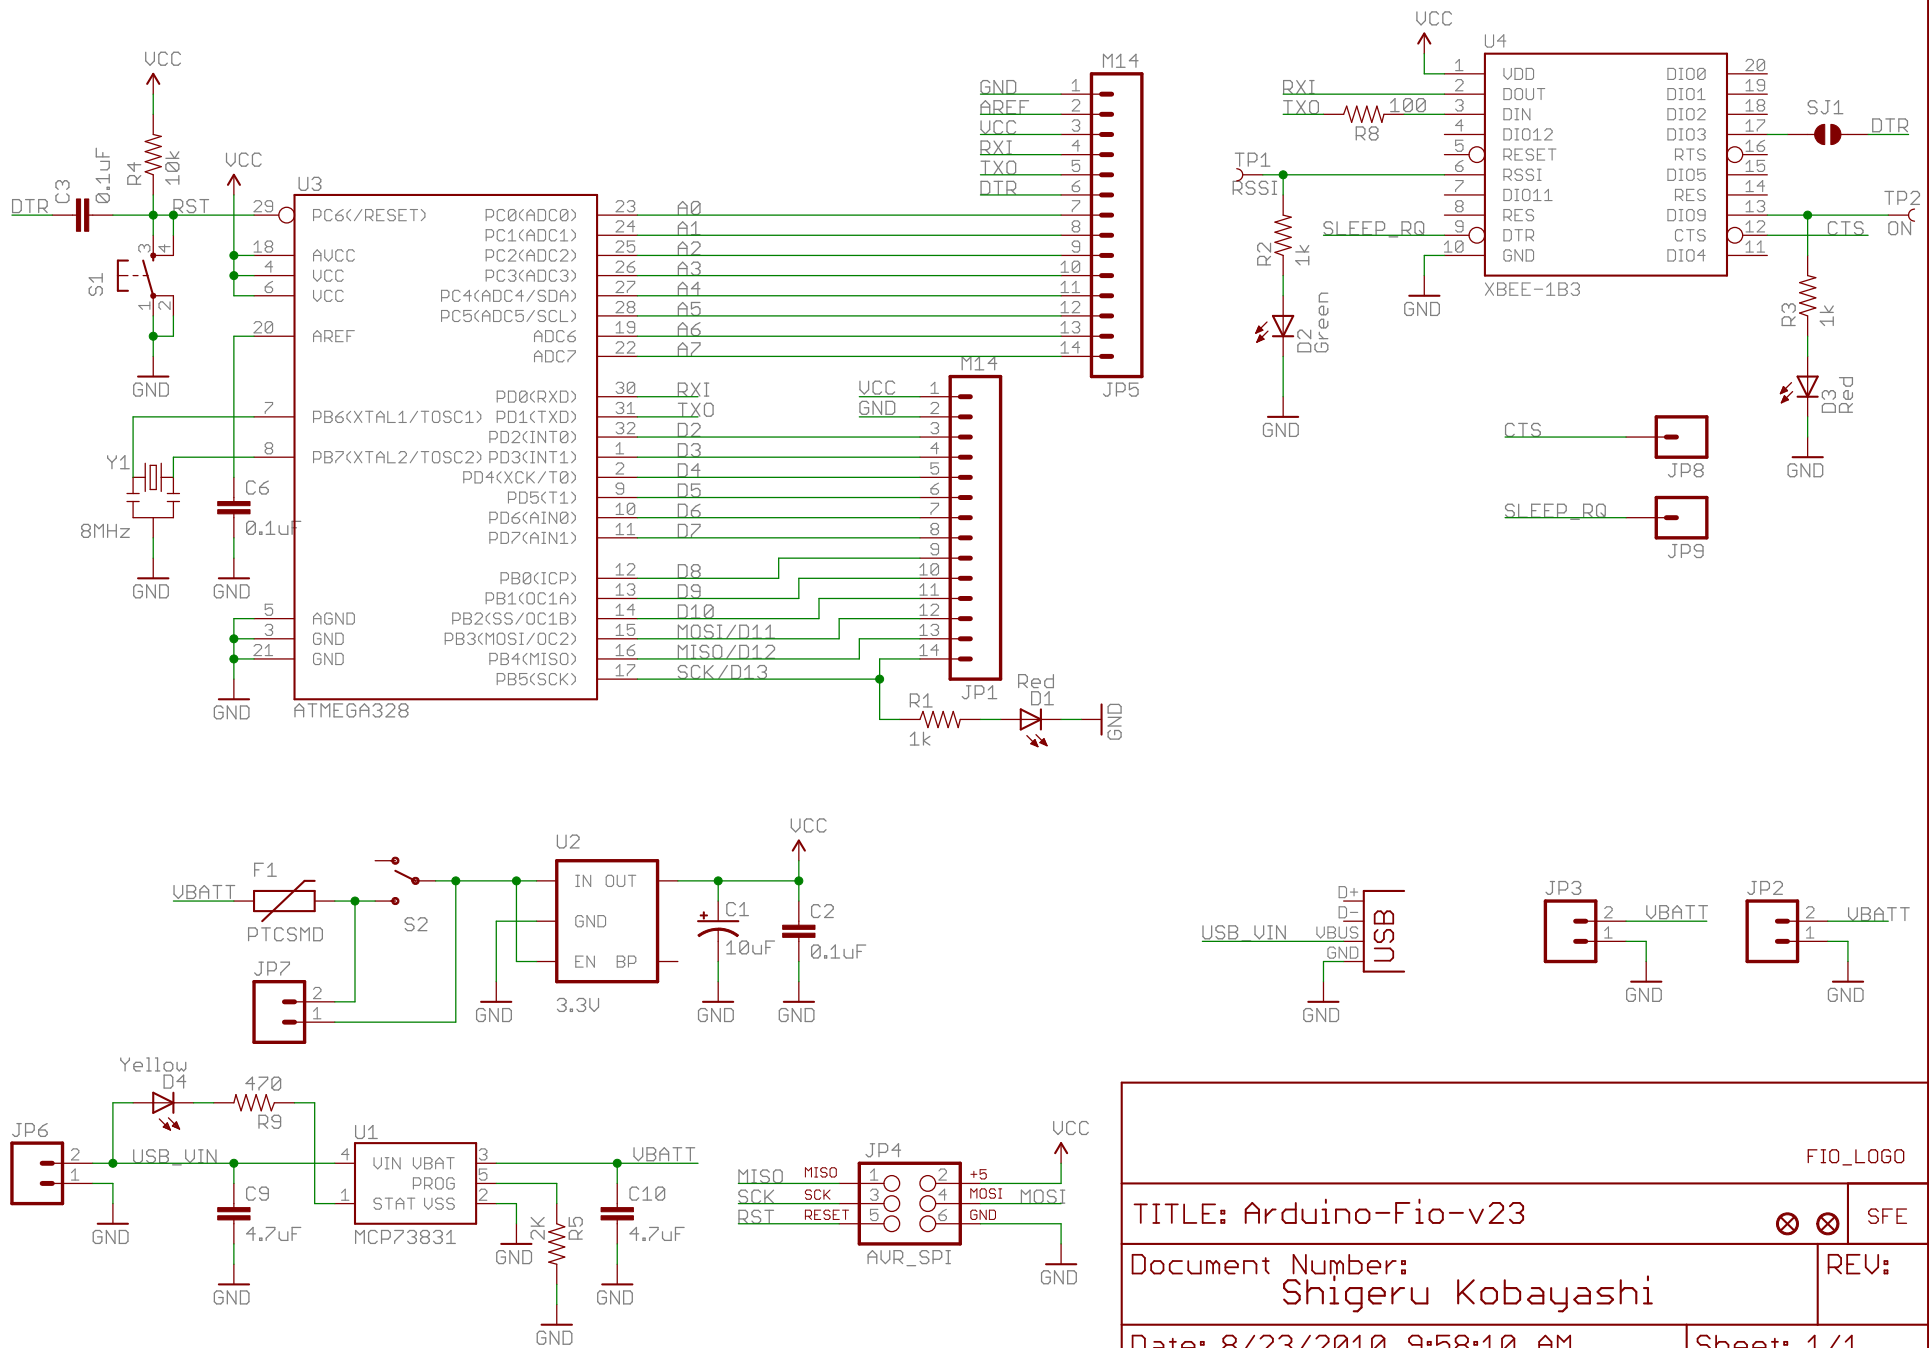 VCC
R4
10k
C3
0.1uF
DTR
RST
S1
3
4
1
2
GND
VCC
U3
29 PC6(/RESET)
18 AVCC
4 VCC
6 VCC
20 AREF
7 PB6(XTAL1/TOSC1)
8 PB7(XTAL2/TOSC2)
5 AGND
3 GND
21 GND
PC0(ADC0) 23 A0
PC1(ADC1) 24 A1
PC2(ADC2) 25 A2
PC3(ADC3) 26 A3
PC4(ADC4/SDA) 27 A4
PC5(ADC5/SCL) 28 A5
ADC6 19 A6
ADC7 22 A7
PD0(RXD) 30 RXI
PD1(TXD) 31 TXO
PD2(INT0) 32 D2
PD3(INT1) 1 D3
PD4(XCK/T0) 2 D4
PD5(T1) 9 D5
PD6(AIN0) 10 D6
PD7(AIN1) 11 D7
PB0(ICP) 12 D8
PB1(OC1A) 13 D9
PB2(SS/OC1B) 14 D10
PB3(MOSI/OC2) 15 MOSI/D11
PB4(MISO) 16 MISO/D12
PB5(SCK) 17 SCK/D13
ATMEGA328
Y1
8MHz
GND
C6
0.1uF
GND
GND
M14
GND 1
AREF 2
VCC 3
RXI 4
TXO 5
DTR 6
7
8
9
10
11
12
13
14
JP5
M14
VCC 1
GND 2
3
4
5
6
7
8
9
10
11
12
13
14
JP1
R1
1k
Red
D1
GND
VCC
U4
RXI
TXO
100
R8
1 VDD
2 DOUT
3 DIN
4 DIO12
5 RESET
6 RSSI
7 DIO11
8 RES
9 DTR
10 GND
DIO0 20
DIO1 19
DIO2 18
DIO3 17
RTS 16
DIO5 15
RES 14
DIO9 13
CTS 12
DIO4 11
XBEE-1B3
SJ1
DTR
TP1
RSSI
SLEEP_RQ
R2
1k
D2
Green
GND
GND
TP2
ON
CTS
R3
1k
D3
Red
GND
CTS
JP8
SLEEP_RQ
JP9
VBATT
F1
PTCSMD
S2
JP7
2
1
U2
IN OUT
GND
EN BP
3.3V
GND
VCC
C1
10uF
GND
C2
0.1uF
GND
USB_VIN
D+
D-
VBUS
GND
USB
GND
JP3
2 VBATT
1
GND
JP2
2 VBATT
1
GND
Yellow
D4
470
R9
JP6
2
1
GND
USB_VIN
C9
4.7uF
GND
U1
4 VIN VBAT 3
PROG 5
1 STAT VSS 2
MCP73831
GND
2K
R5
GND
VBATT
C10
4.7uF
GND
JP4
VCC
MISO MISO 1 2 +5
SCK SCK 3 4 MOSI MOSI
RST RESET 5 6 GND
AVR_SPI
GND
FIO_LOGO
TITLE: Arduino-Fio-v23
SFE
Document Number:
Shigeru Kobayashi
REV:
Date: 8/23/2010 9:58:10 AM
Sheet: 1/1